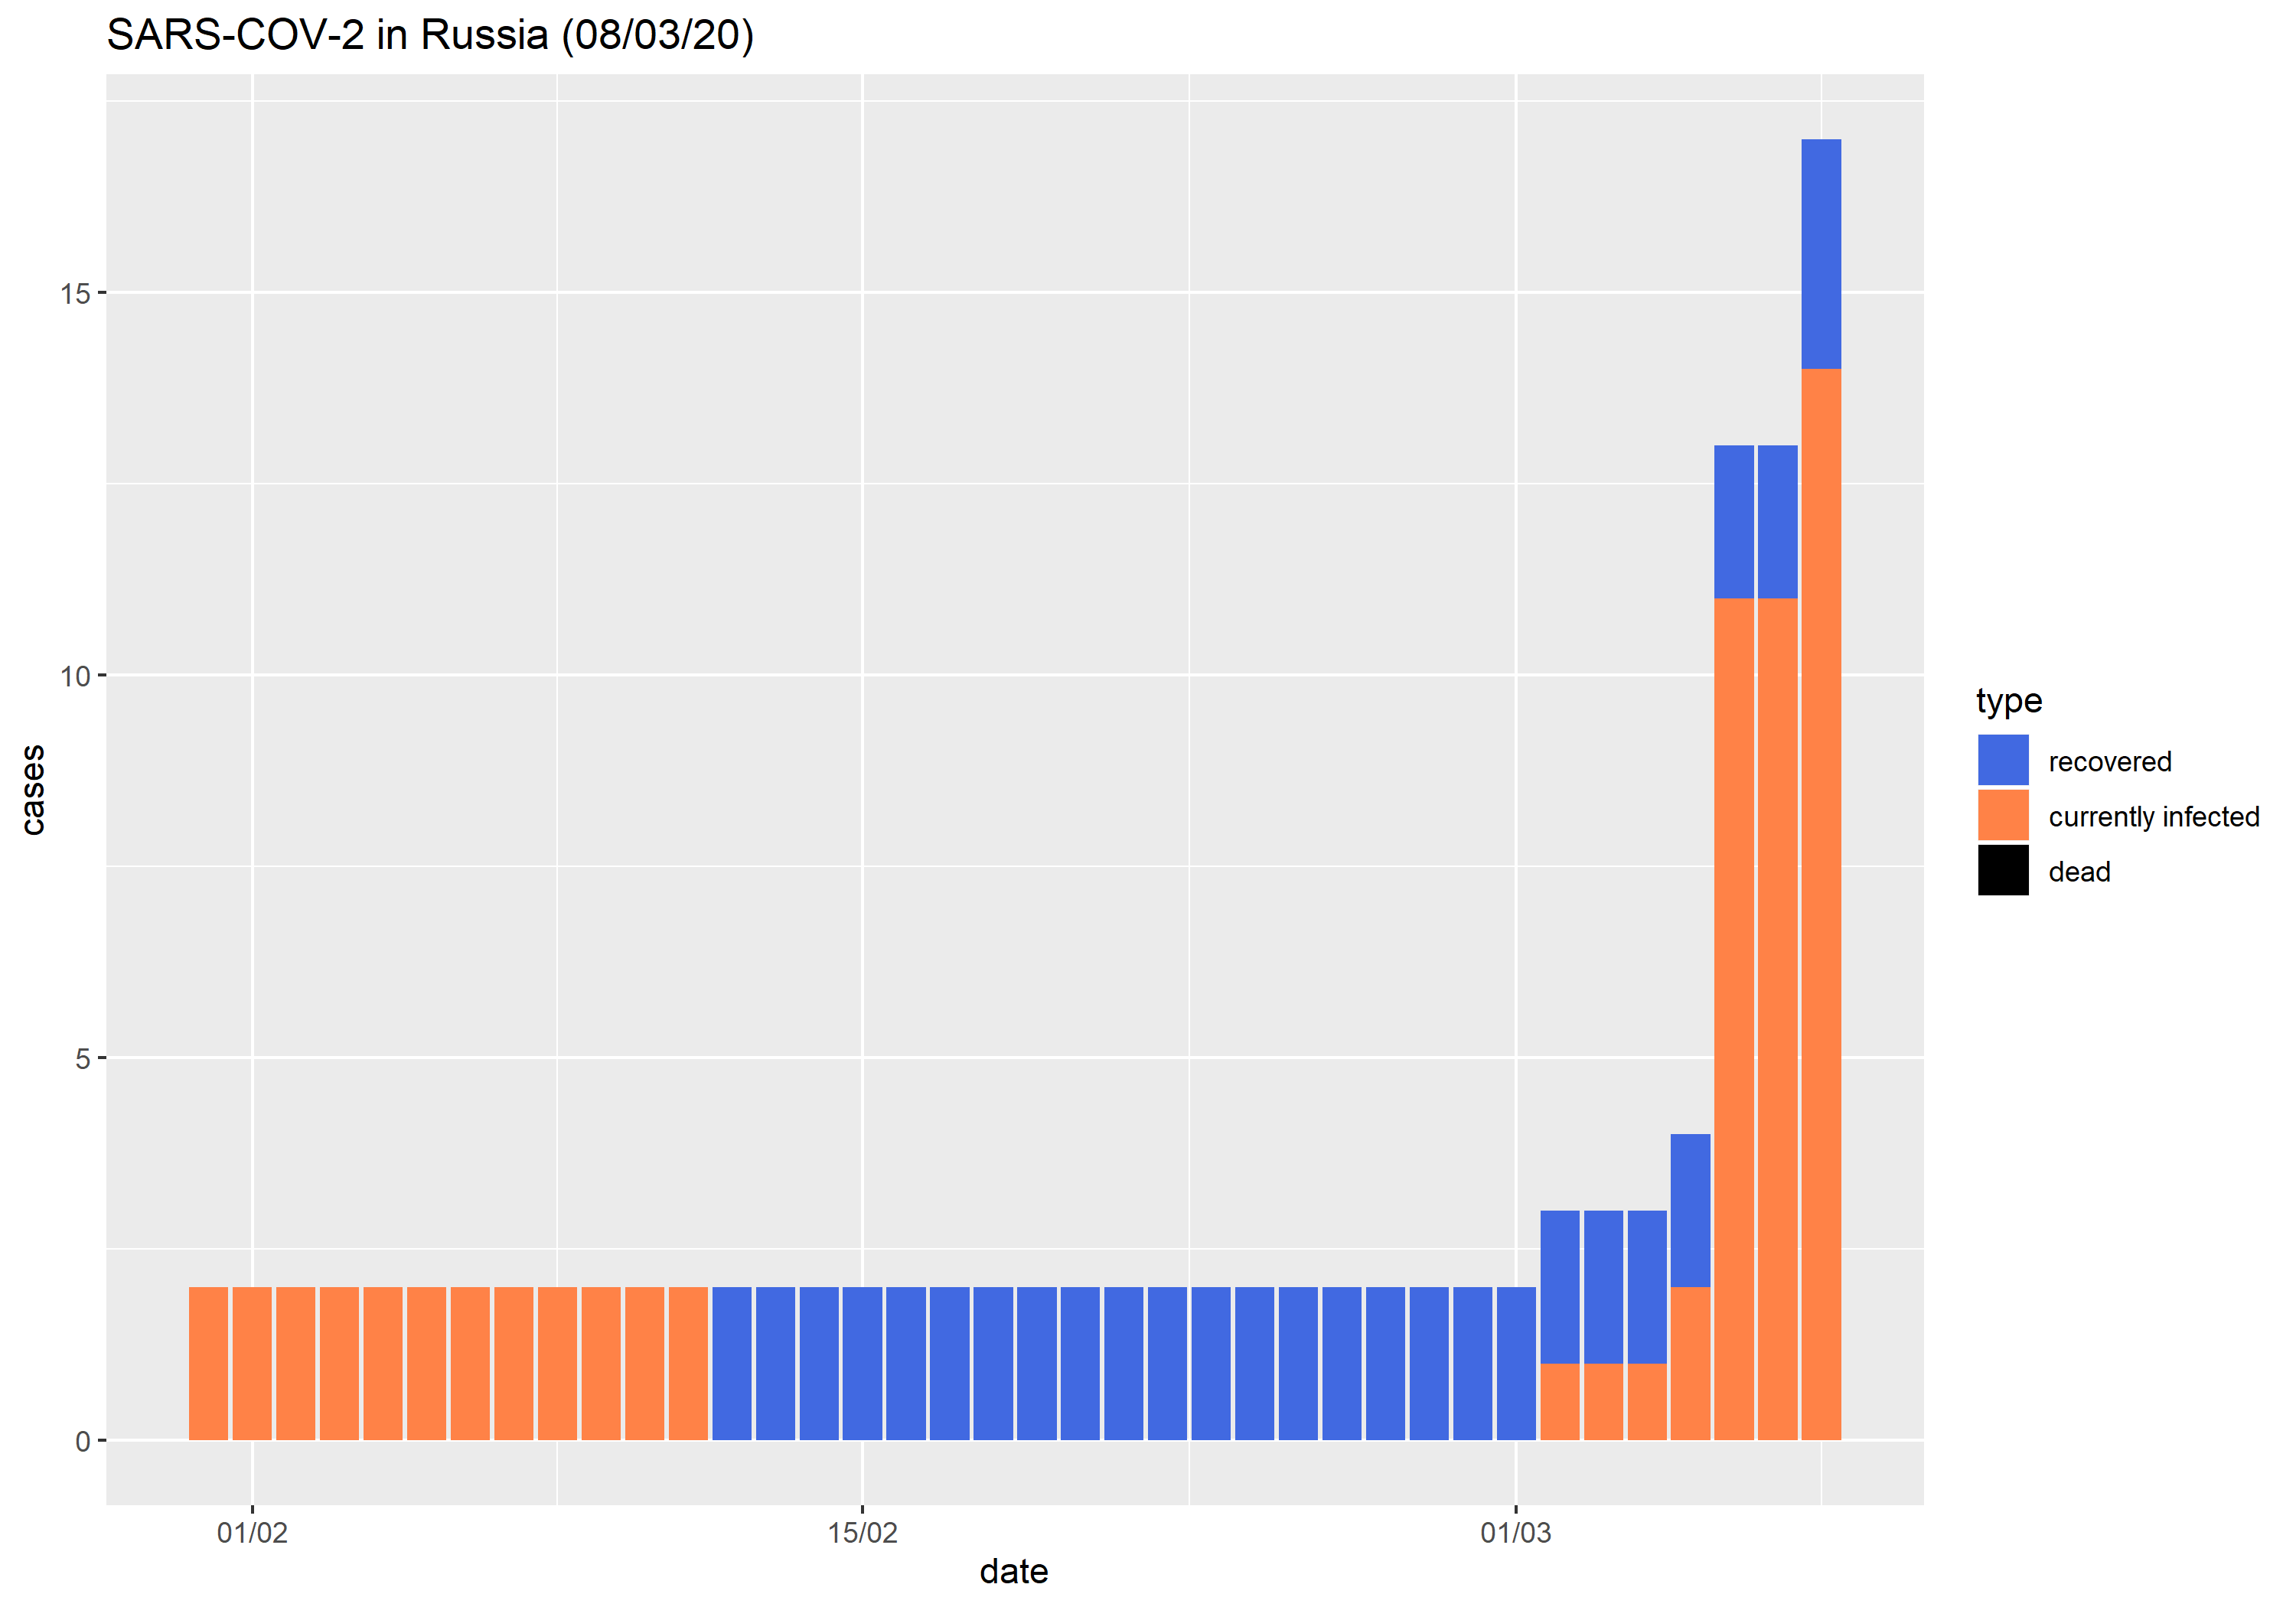 SARS-COV-2 in Russia (08/03/20)
15
10
5
0
cases
01/02
15/02
01/03
date
type
recovered
currently infected
dead